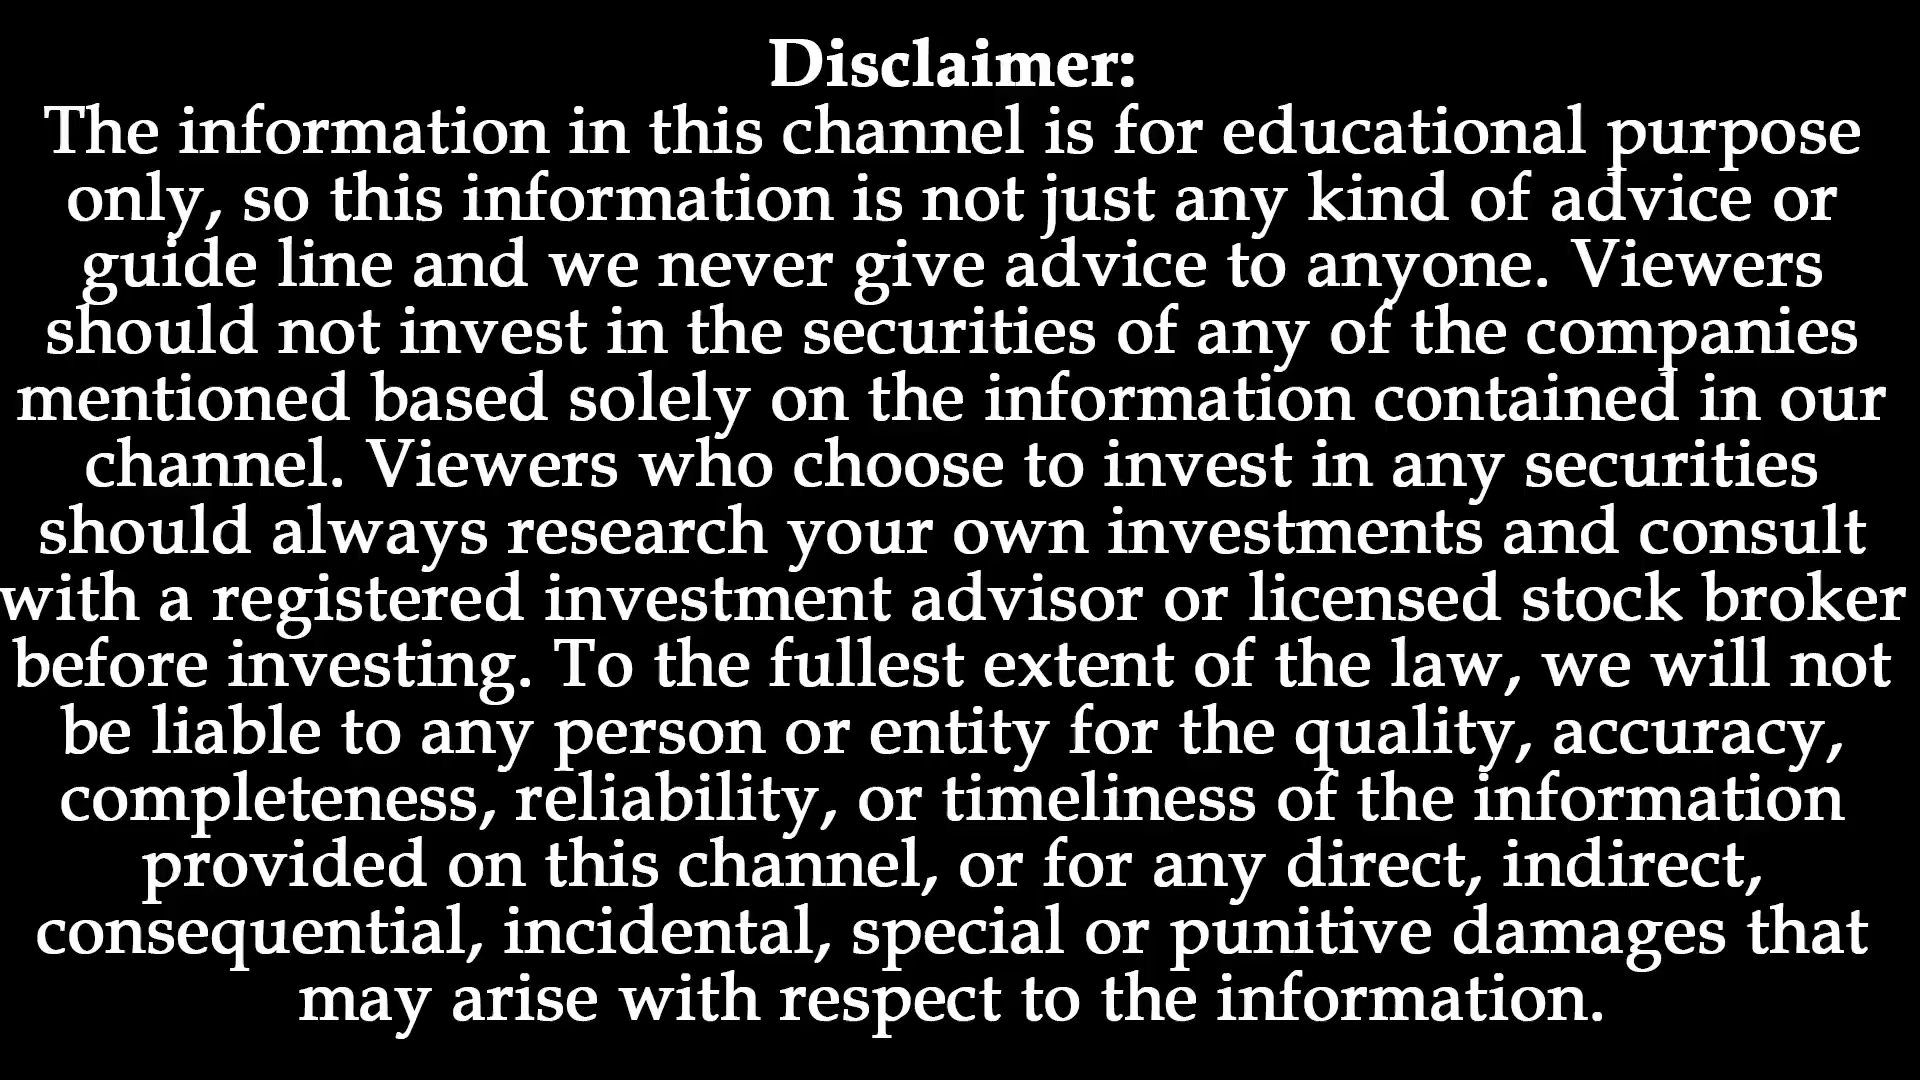 Disclaimer:
The information in this channel is for educational purpose
only, so this information is not just any kind of advice or
guide line and we never give advice to anyone. Viewers
should not invest in the securities of any of the companies
mentioned based solely on the information contained in our
channel. Viewers who choose to invest in any securities
should always research your own investments and consult
with a registered investment advisor or licensed stock broker
before investing. To the fullest extent of the law, we will not
be liable to any person or entity for the quality, accuracy,
completeness, reliability, or timeliness of the information
provided on this channel, or for any direct, indirect,
consequential, incidental, special or punitive damages that
may arise with respect to the information.